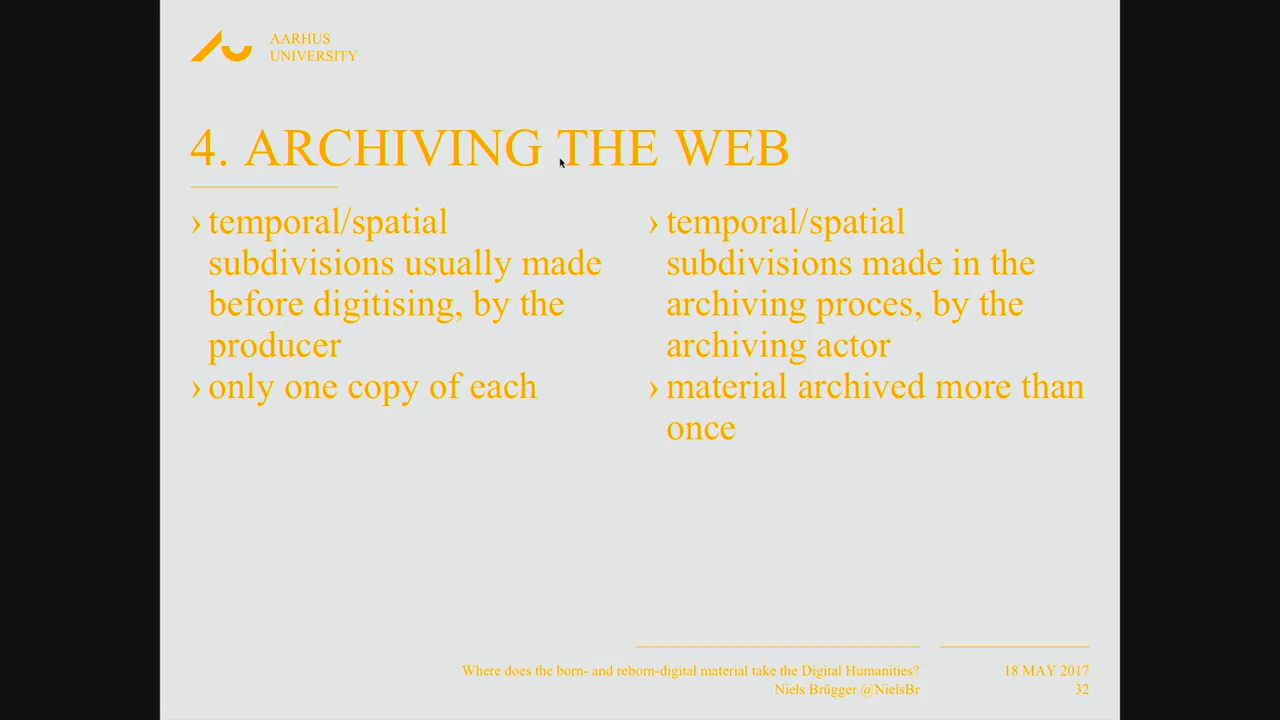 AARHUS
UNIVERSITY
4. ARCHIVING THE WEB
› temporal/spatial
subdivisions usually made
before digitising, by the
producer
› only one copy of each
› temporal/spatial
subdivisions made in the
archiving proces, by the
archiving actor
› material archived more than
once
Where does the born- and reborn-digital material take the Digital Humanities?
Niels Brügger @NielsBr
18 MAY 2017
32